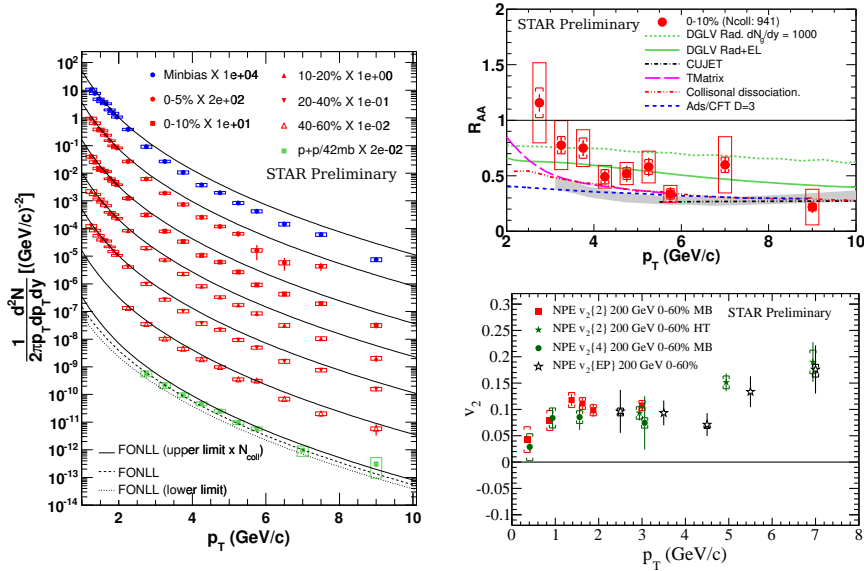 Minbias X 1e+04
0-5% X 2e+02
0-10% X 1e+01
10-20% X 1e+00
20-40% X 1e-01
40-60% X 1e-02
p+p/42mb X 2e-02
STAR Preliminary
FONLL (upper limit x N_coll)
FONLL
FONLL (lower limit)
10^2
10
1
10^-1
10^-2
10^-3
10^-4
10^-5
10^-6
10^-7
10^-8
10^-9
10^-10
10^-11
10^-12
10^-13
10^-14
2 4 6 8 10
p_T (GeV/c)
1/(2πp_T) d²N/(dp_T dy) [(GeV/c)^-2]
STAR Preliminary
0-10% (Ncoll: 941)
DGLV Rad. dN_g/dy = 1000
DGLV Rad+EL
CUJET
TMatrix
Collisonal dissociation.
Ads/CFT D=3
R_AA
2
1.5
1
0.5
0
2 3 4 5 6 7 8 9 10
p_T (GeV/c)
NPE v_2{2} 200 GeV 0-60% MB
NPE v_2{2} 200 GeV 0-60% HT
NPE v_2{4} 200 GeV 0-60% MB
NPE v_2{EP} 200 GeV 0-60%
STAR Preliminary
v_2
0.3
0.25
0.2
0.15
0.1
0.05
0
-0.05
-0.1
0 1 2 3 4 5 6 7 8
p_T (GeV/c)